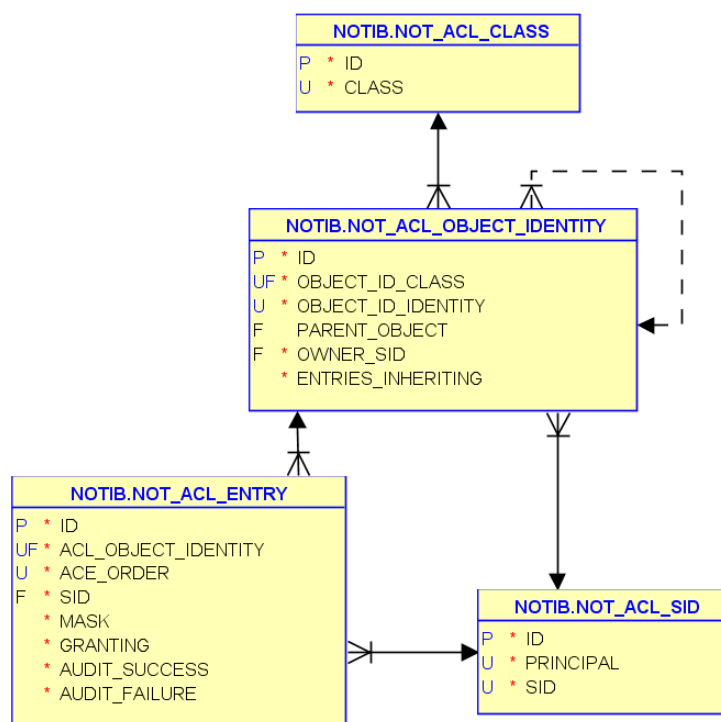 NOTIB.NOT_ACL_CLASS
P * ID
U * CLASS
NOTIB.NOT_ACL_OBJECT_IDENTITY
P * ID
UF * OBJECT_ID_CLASS
U * OBJECT_ID_IDENTITY
F PARENT_OBJECT
F * OWNER_SID
* ENTRIES_INHERITING
NOTIB.NOT_ACL_ENTRY
P * ID
UF * ACL_OBJECT_IDENTITY
U * ACE_ORDER
F * SID
* MASK
* GRANTING
* AUDIT_SUCCESS
* AUDIT_FAILURE
NOTIB.NOT_ACL_SID
P * ID
U * PRINCIPAL
U * SID